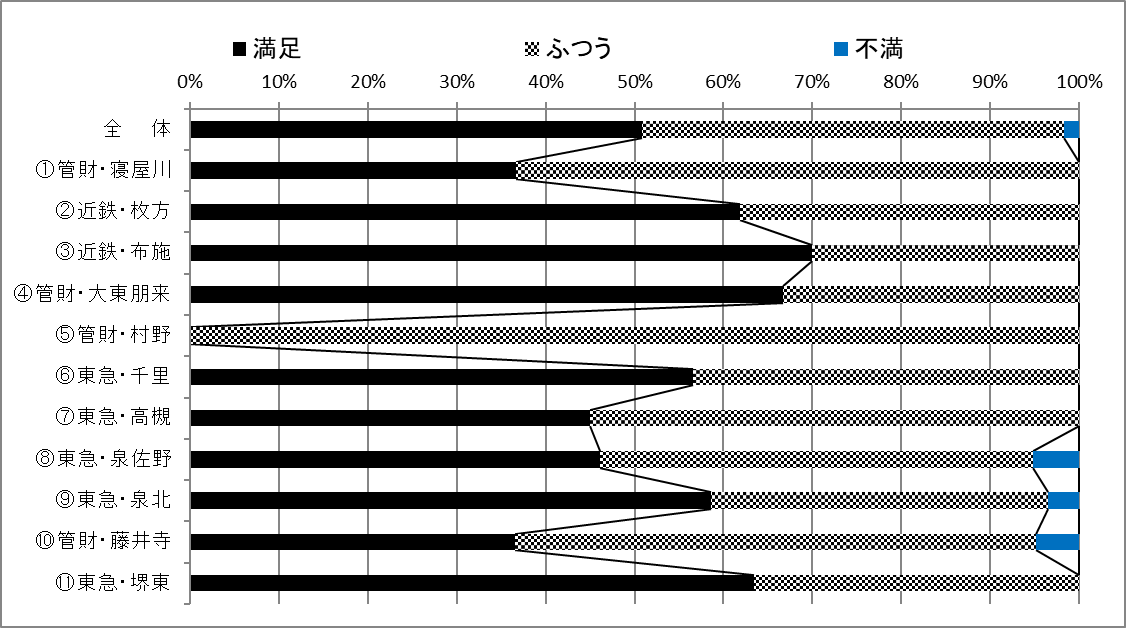 満足 ふつう 不満
0% 10% 20% 30% 40% 50% 60% 70% 80% 90% 100%
全 体
①管財・寝屋川
②近鉄・枚方
③近鉄・布施
④管財・大東朋来
⑤管財・村野
⑥東急・千里
⑦東急・高槻
⑧東急・泉佐野
⑨東急・泉北
⑩管財・藤井寺
⑪東急・堺東